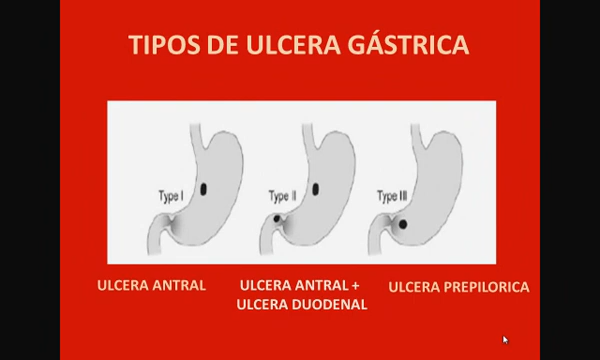 TIPOS DE ULCERA GÁSTRICA
Type I
Type II
Type III
ULCERA ANTRAL
ULCERA ANTRAL +
ULCERA DUODENAL
ULCERA PREPILORICA